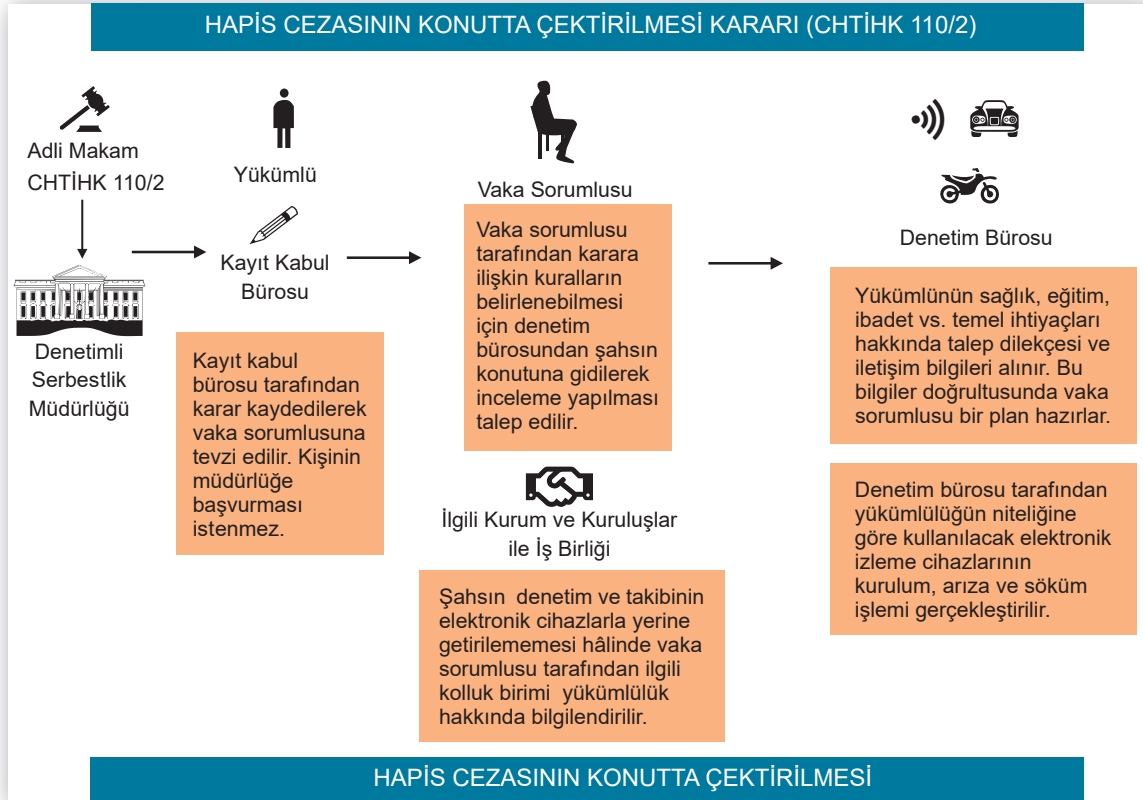 HAPİS CEZASININ KONUTTA ÇEKTİRİLMESİ KARARI (CHTİHK 110/2)
Adli Makam
CHTİHK 110/2
Denetimli
Serbestlik
Müdürlüğü
Yükümlü
Kayıt Kabul
Bürosu
Kayıt kabul
bürosu tarafından
karar kaydedilerek
vaka sorumlusuna
tevzi edilir. Kişinin
müdürlüğe
başvurması
istenmez.
Vaka Sorumlusu
Vaka sorumlusu
tarafından karara
ilişkin kuralların
belirlenebilmesi
için denetim
bürosundan şahsın
konutuna gidilerek
inceleme yapılması
talep edilir.
İlgili Kurum ve Kuruluşlar
ile İş Birliği
Şahsın denetim ve takibinin
elektronik cihazlarla yerine
getirilememesi hâlinde vaka
sorumlusu tarafından ilgili
kolluk birimi yükümlülük
hakkında bilgilendirilir.
Denetim Bürosu
Yükümlünün sağlık, eğitim,
ibadet vs. temel ihtiyaçları
hakkında talep dilekçesi ve
iletişim bilgileri alınır. Bu
bilgiler doğrultusunda vaka
sorumlusu bir plan hazırlar.
Denetim bürosu tarafından
yükümlülüğün niteliğine
göre kullanılacak elektronik
izleme cihazlarının
kurulum, arıza ve söküm
işlemi gerçekleştirilir.
HAPİS CEZASININ KONUTTA ÇEKTİRİLMESİ